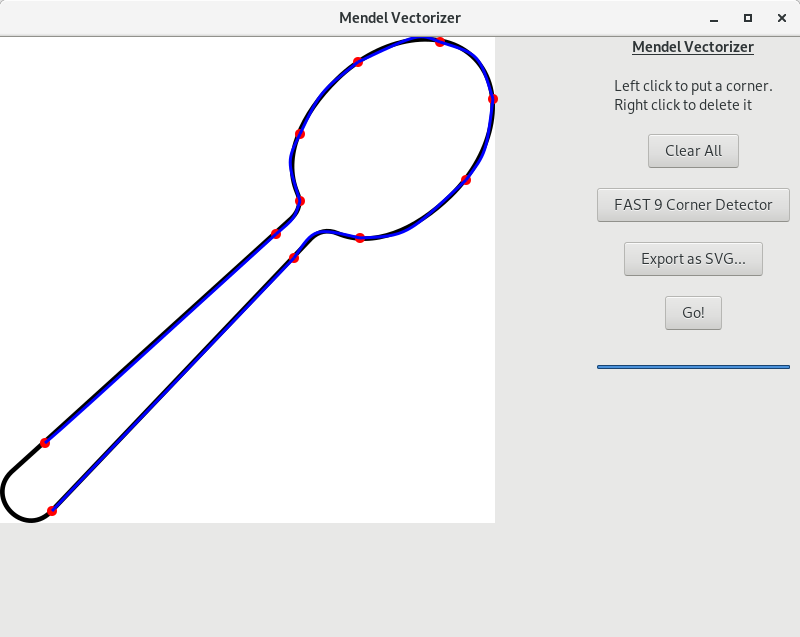 Mendel Vectorizer
Mendel Vectorizer
Left click to put a corner.
Right click to delete it
Clear All
FAST 9 Corner Detector
Export as SVG...
Go!